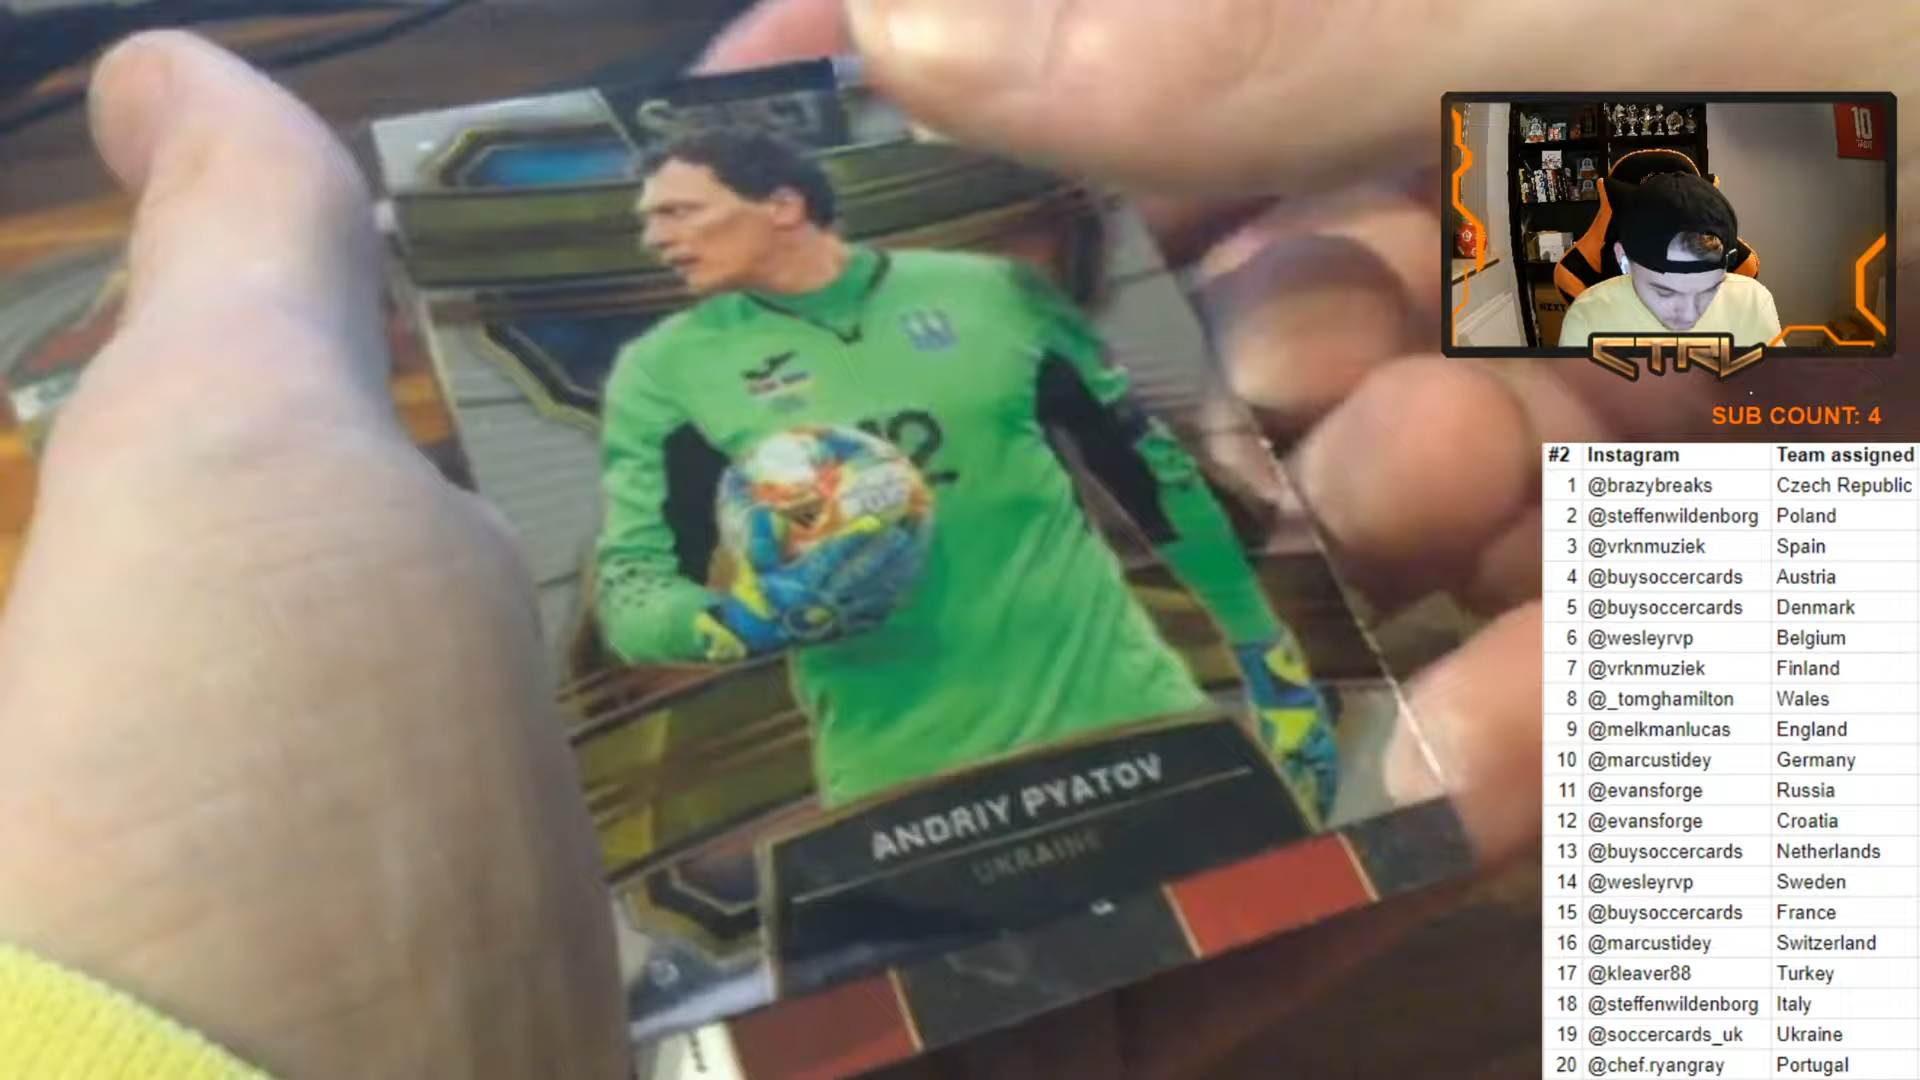 10
CTRL
SUB COUNT: 4
ANDRIY PYATOV
UKRAINE
#2 Instagram Team assigned
1 @brazybreaks Czech Republic
2 @steffenwildenborg Poland
3 @vrknmuziek Spain
4 @buysoccercards Austria
5 @buysoccercards Denmark
6 @wesleyrvp Belgium
7 @vrknmuziek Finland
8 @_tomghamilton Wales
9 @melkmanlucas England
10 @marcustidey Germany
11 @evansforge Russia
12 @evansforge Croatia
13 @buysoccercards Netherlands
14 @wesleyrvp Sweden
15 @buysoccercards France
16 @marcustidey Switzerland
17 @kleaver88 Turkey
18 @steffenwildenborg Italy
19 @soccercards_uk Ukraine
20 @chef.ryangray Portugal